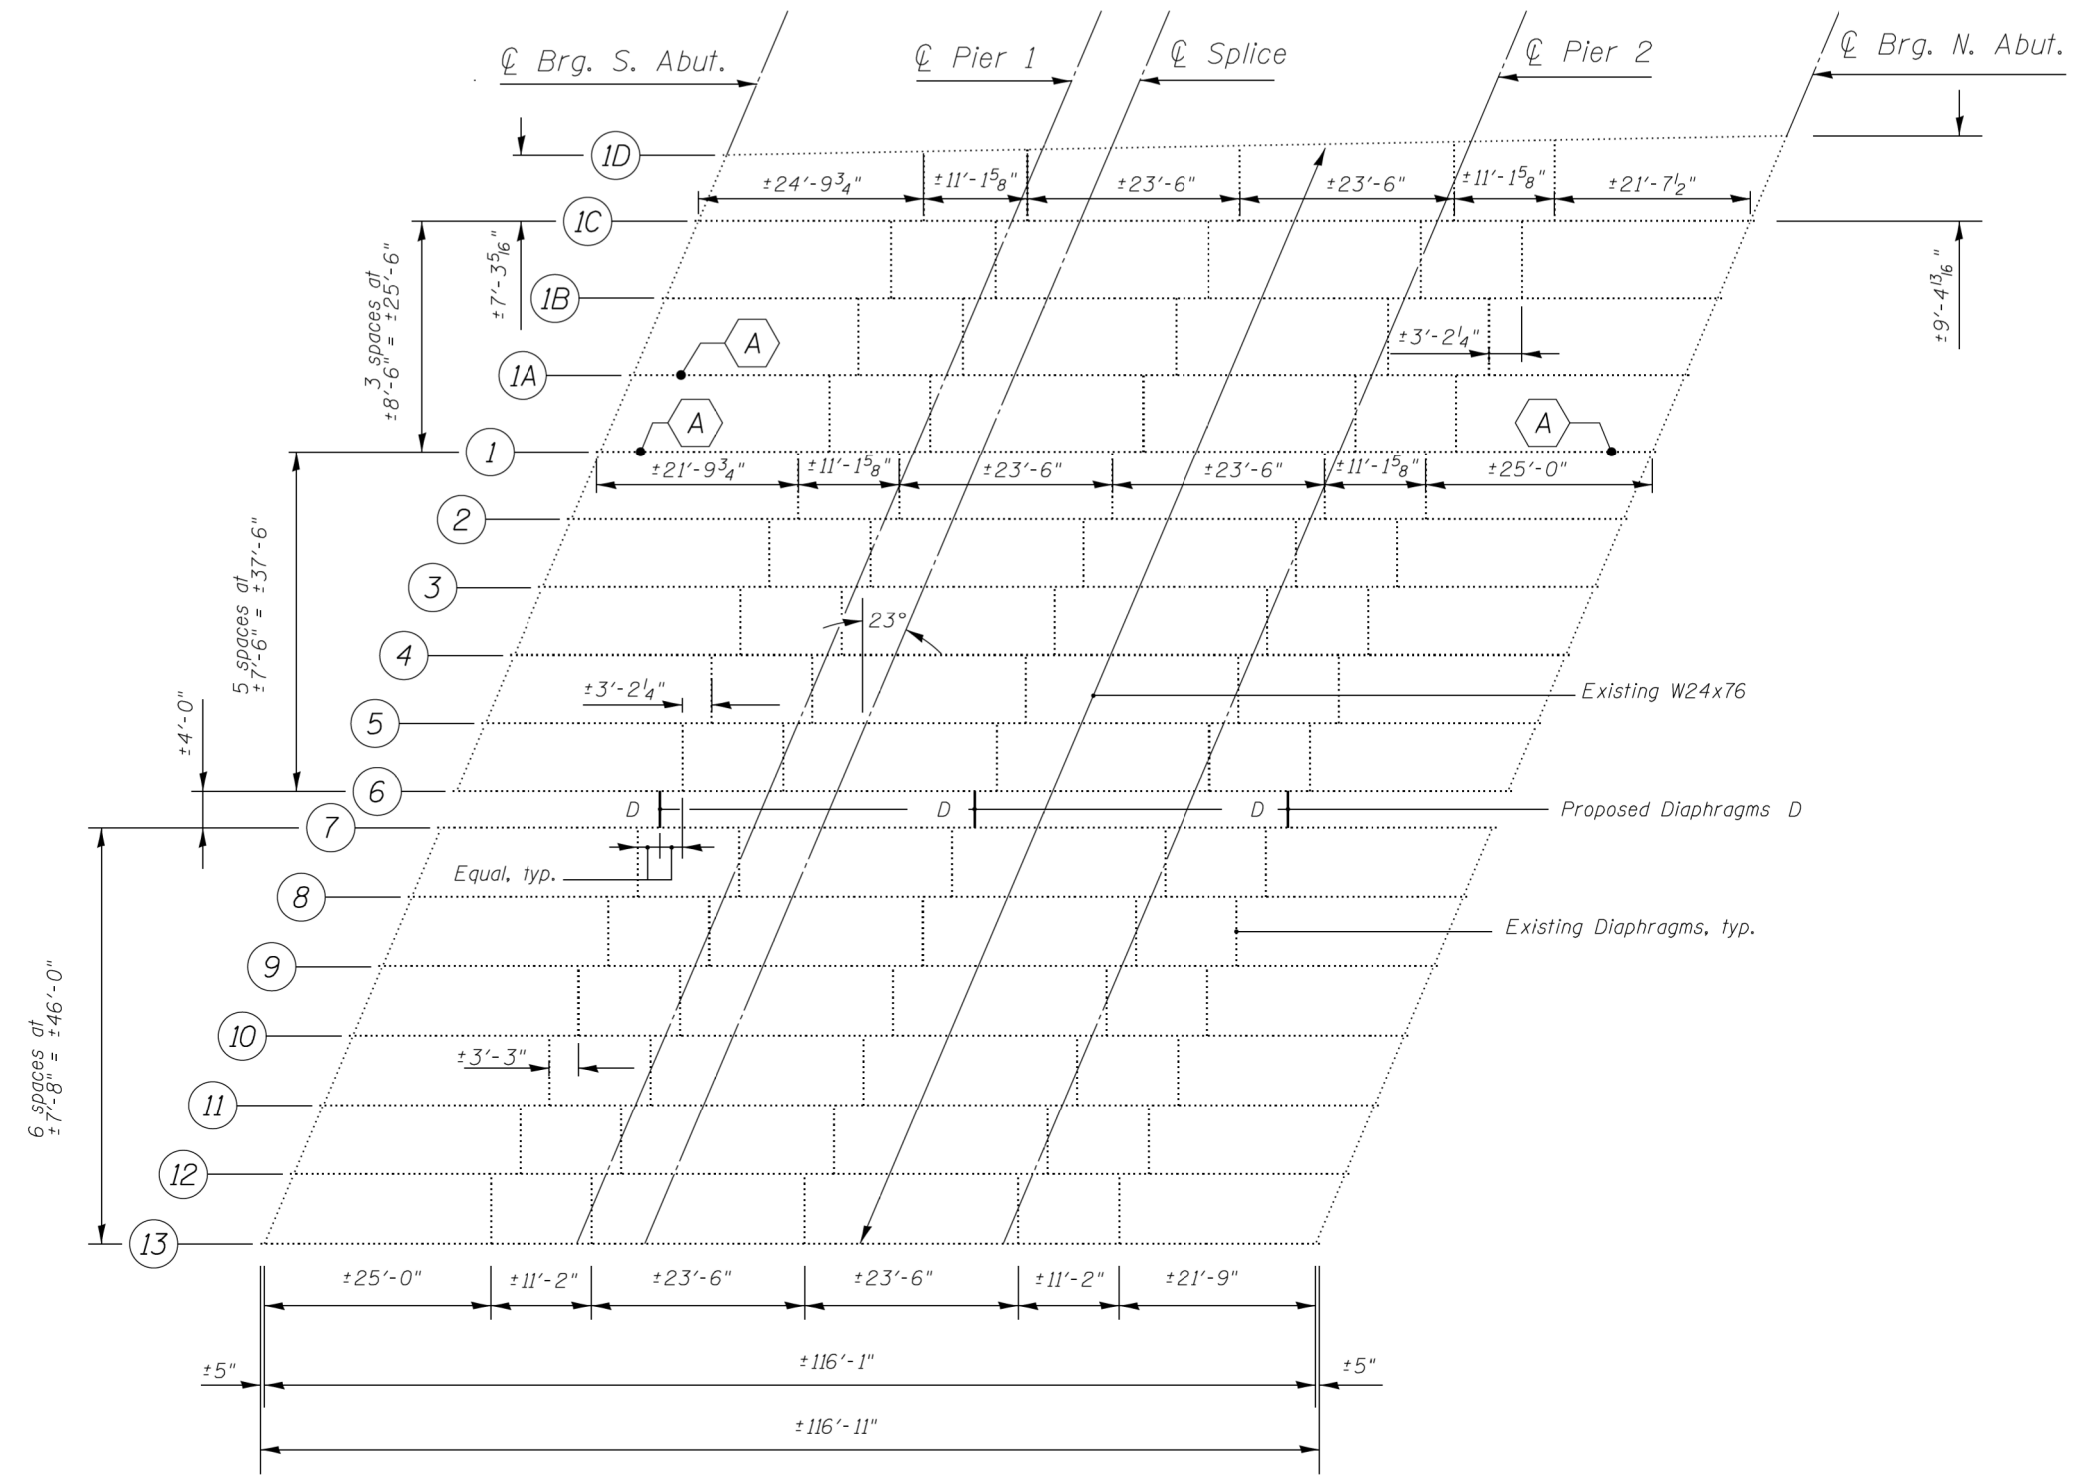 ℄ Brg. S. Abut.
℄ Pier 1
℄ Splice
℄ Pier 2
℄ Brg. N. Abut.
1D
±24'-9¾"
±11'-1⅝"
±23'-6"
±23'-6"
±11'-1⅝"
±21'-7½"
1C
3 spaces at
±8'-6" = ±25'-6"
±7'-3 5/16"
±9'-4 13/16"
1B
±3'-2¼"
A
1A
A
A
1
±21'-9¾"
±11'-1⅝"
±23'-6"
±23'-6"
±11'-1⅝"
±25'-0"
2
5 spaces at
±7'-6" = ±37'-6"
3
23°
4
±3'-2¼"
Existing W24x76
5
±4'-0"
6
D
D
D
Proposed Diaphragms D
7
Equal, typ.
8
Existing Diaphragms, typ.
9
6 spaces at
±7'-8" = ±46'-0"
10
±3'-3"
11
12
13
±25'-0"
±11'-2"
±23'-6"
±23'-6"
±11'-2"
±21'-9"
±5"
±116'-1"
±5"
±116'-11"